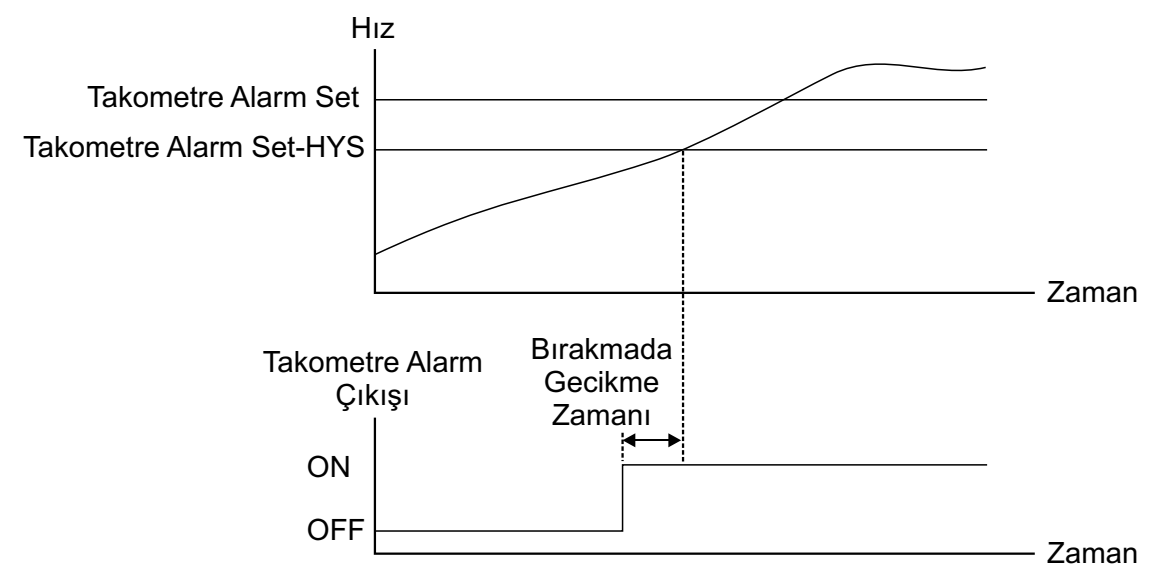 Hız
Takometre Alarm Set
Takometre Alarm Set-HYS
Zaman
Takometre Alarm
Çıkışı
Bırakmada
Gecikme
Zamanı
ON
OFF
Zaman